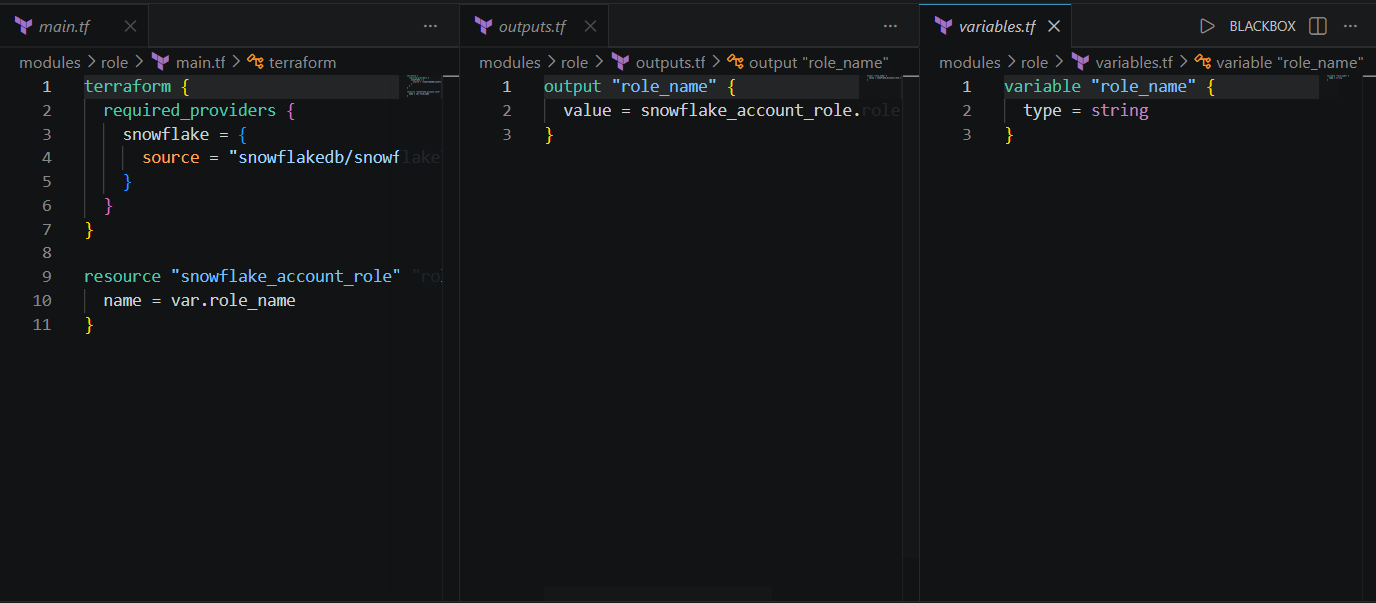 main.tf
modules > role > main.tf > terraform
1 terraform {
2 required_providers {
3 snowflake = {
4 source = "snowflakedb/snowflake
5 }
6 }
7 }
8
9 resource "snowflake_account_role" "ro
10 name = var.role_name
11 }
outputs.tf
modules > role > outputs.tf > output "role_name"
1 output "role_name" {
2 value = snowflake_account_role.role
3 }
variables.tf
BLACKBOX
modules > role > variables.tf > variable "role_name"
1 variable "role_name" {
2 type = string
3 }